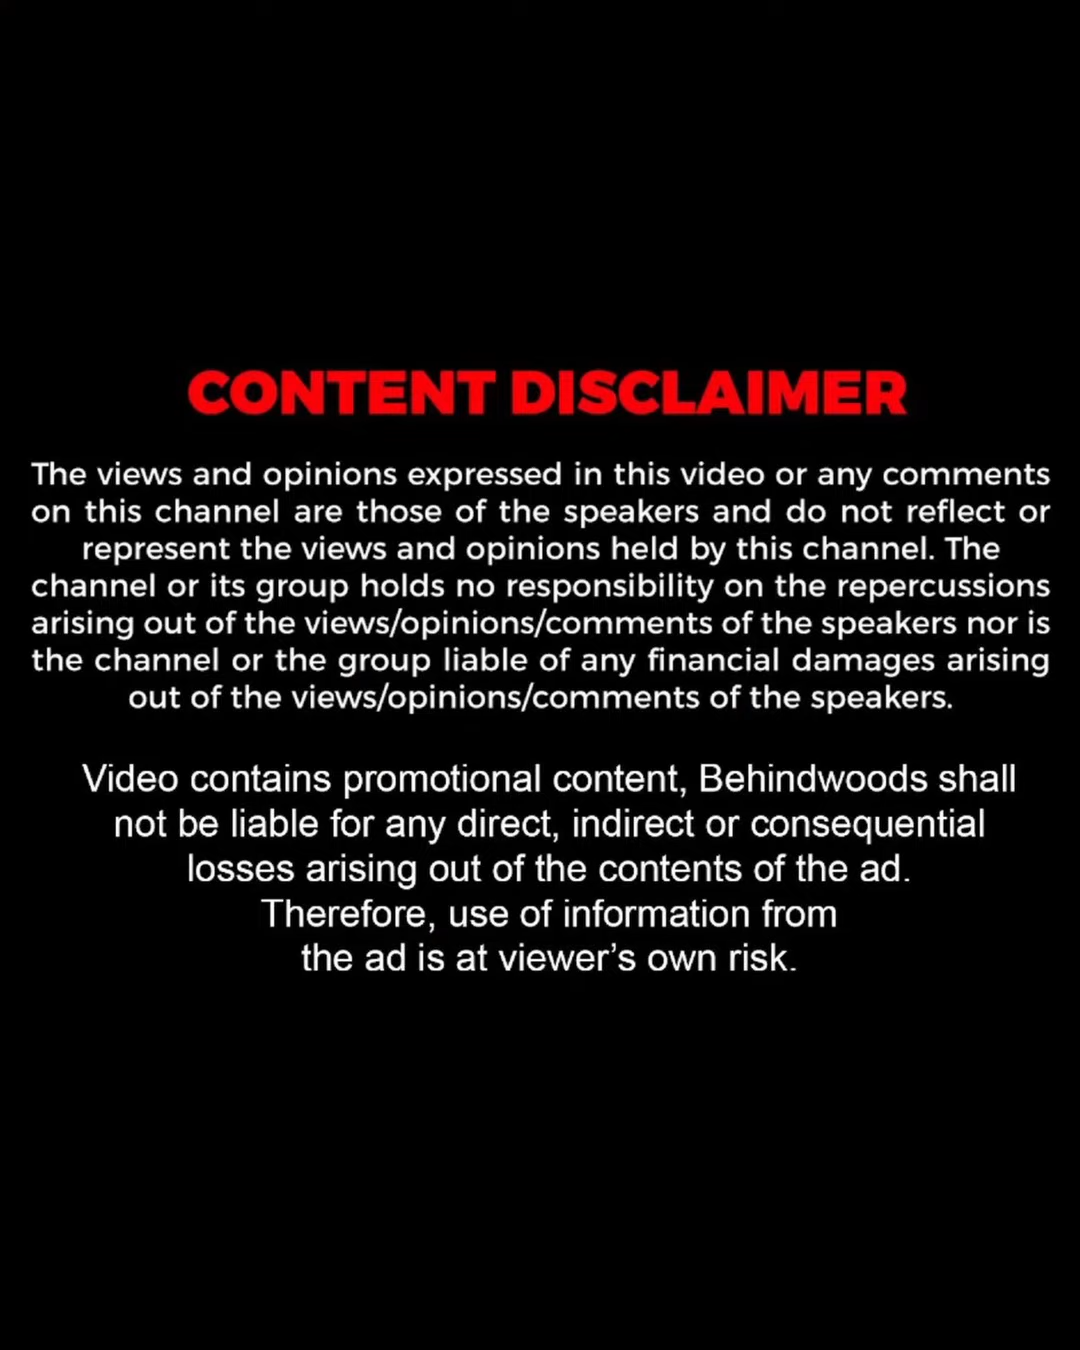 CONTENT DISCLAIMER
The views and opinions expressed in this video or any comments
on this channel are those of the speakers and do not reflect or
represent the views and opinions held by this channel. The
channel or its group holds no responsibility on the repercussions
arising out of the views/opinions/comments of the speakers nor is
the channel or the group liable of any financial damages arising
out of the views/opinions/comments of the speakers.
Video contains promotional content, Behindwoods shall
not be liable for any direct, indirect or consequential
losses arising out of the contents of the ad.
Therefore, use of information from
the ad is at viewer’s own risk.